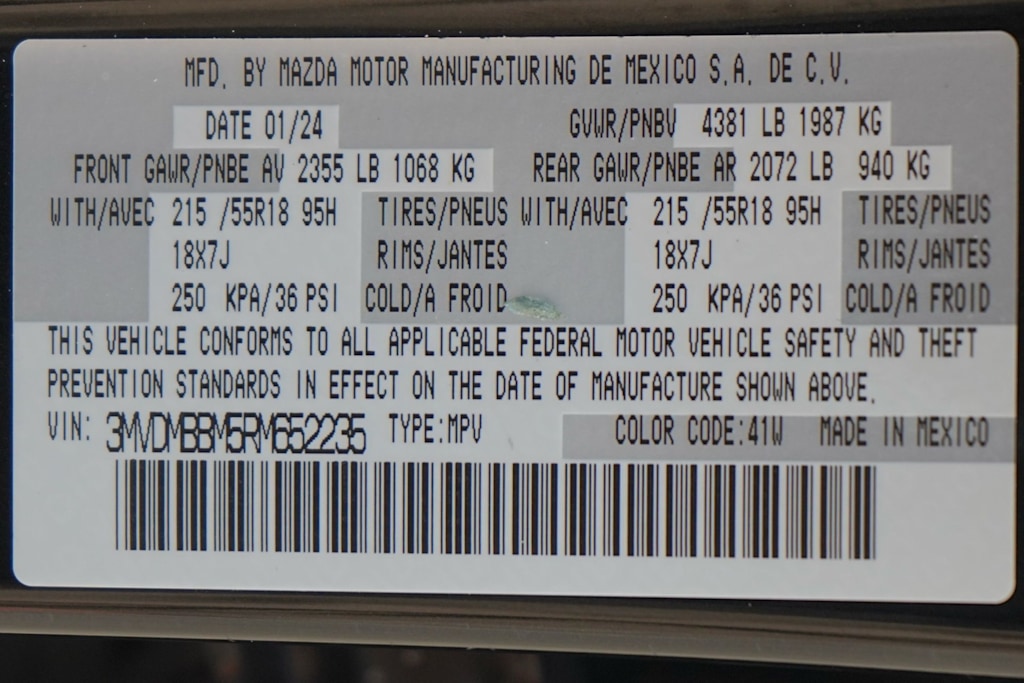 MFD. BY MAZDA MOTOR MANUFACTURING DE MEXICO S.A. DE C.V.
DATE 01/24 GVWR/PNBV 4381 LB 1987 KG
FRONT GAWR/PNBE AV 2355 LB 1068 KG REAR GAWR/PNBE AR 2072 LB 940 KG
WITH/AVEC 215 /55R18 95H TIRES/PNEUS WITH/AVEC 215 /55R18 95H TIRES/PNEUS
18X7J RIMS/JANTES 18X7J RIMS/JANTES
250 KPA/36 PSI COLD/A FROID 250 KPA/36 PSI COLD/A FROID
THIS VEHICLE CONFORMS TO ALL APPLICABLE FEDERAL MOTOR VEHICLE SAFETY AND THEFT
PREVENTION STANDARDS IN EFFECT ON THE DATE OF MANUFACTURE SHOWN ABOVE.
VIN: 3MVDMBBM5RM652235 TYPE:MPV COLOR CODE:41W MADE IN MEXICO